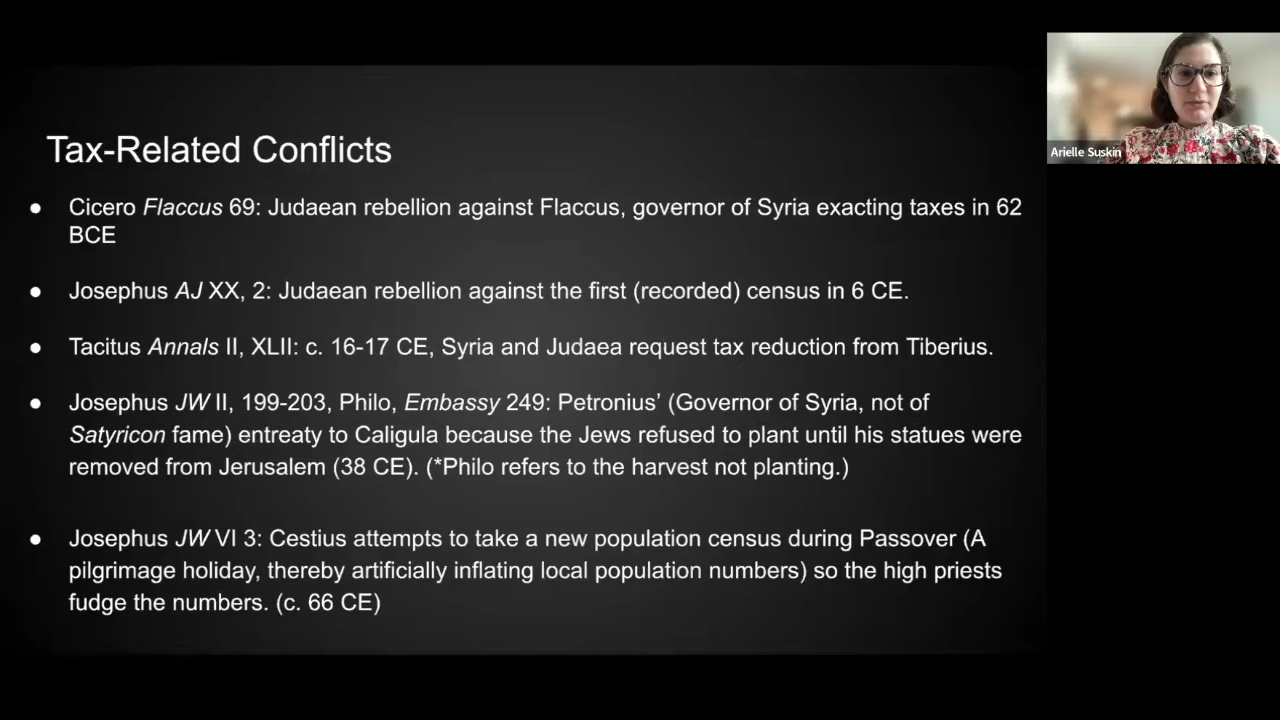 Tax-Related Conflicts
● Cicero Flaccus 69: Judaean rebellion against Flaccus, governor of Syria exacting taxes in 62
BCE
● Josephus AJ XX, 2: Judaean rebellion against the first (recorded) census in 6 CE.
● Tacitus Annals II, XLII: c. 16-17 CE, Syria and Judaea request tax reduction from Tiberius.
● Josephus JW II, 199-203, Philo, Embassy 249: Petronius’ (Governor of Syria, not of
Satyricon fame) entreaty to Caligula because the Jews refused to plant until his statues were
removed from Jerusalem (38 CE). (*Philo refers to the harvest not planting.)
● Josephus JW VI 3: Cestius attempts to take a new population census during Passover (A
pilgrimage holiday, thereby artificially inflating local population numbers) so the high priests
fudge the numbers. (c. 66 CE)
Arielle Suskin